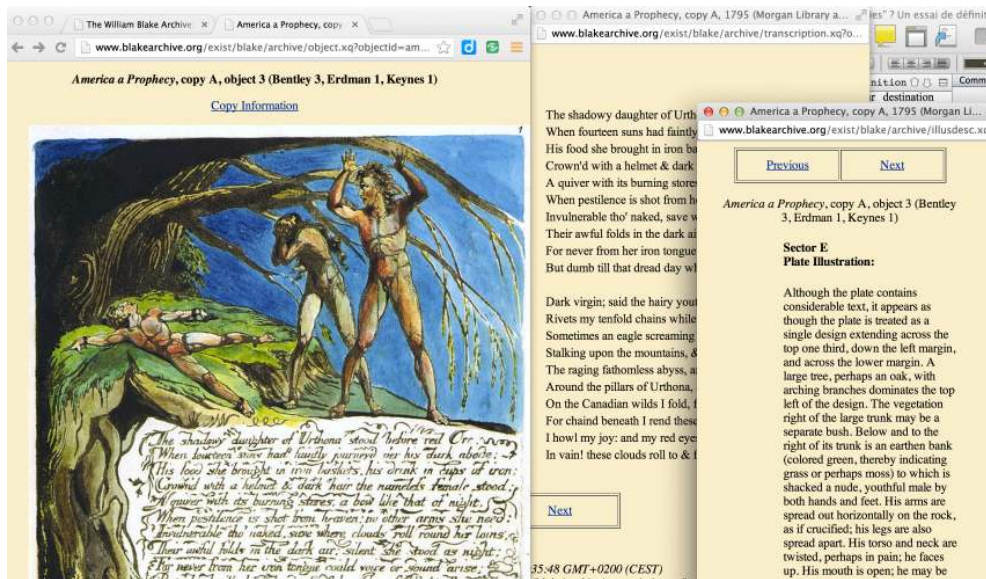 The William Blake Archive
America a Prophecy, copy
www.blakearchive.org/exist/blake/archive/object.xq?objectid=am...
America a Prophecy, copy A, object 3 (Bentley 3, Erdman 1, Keynes 1)
Copy Information
1
The shadowy daughter of Urthona stood before red Orc.
When fourteen suns had faintly journey'd o'er his dark abode;
His food she brought in iron baskets, his drink in cups of iron;
Crown'd with a helmet & dark hair the nameless female stood;
A quiver with its burning stores, a bow like that of night,
When pestilence is shot from heaven; no other arms she need:
Invulnerable tho' naked, save where clouds roll round her loins,
Their awful folds in the dark air; silent she stood as night;
For never from her iron tongue could voice or sound arise;
America a Prophecy, copy A, 1795 (Morgan Library a...
www.blakearchive.org/exist/blake/archive/transcription.xq?o...
The shadowy daughter of Urth
When fourteen suns had faintly
His food she brought in iron ba
Crown'd with a helmet & dark
A quiver with its burning stores
When pestilence is shot from h
Invulnerable tho' naked, save w
Their awful folds in the dark ai
For never from her iron tongue
But dumb till that dread day wh
Dark virgin; said the hairy yout
Rivets my tenfold chains while
Sometimes an eagle screaming
Stalking upon the mountains, &
The raging fathomless abyss, a
Around the pillars of Urthona,
On the Canadian wilds I fold, f
For chaind beneath I rend these
I howl my joy: and my red eye
In vain! these clouds roll to & f
Next
35:48 GMT+0200 (CEST)
ies" ? Un essai de définit
nition
Comm
r destination
America a Prophecy, copy A, 1795 (Morgan Li...
www.blakearchive.org/exist/blake/archive/illusdesc.xq
Previous
Next
America a Prophecy, copy A, object 3 (Bentley
3, Erdman 1, Keynes 1)
Sector E
Plate Illustration:
Although the plate contains
considerable text, it appears as
though the plate is treated as a
single design extending across the
top one third, down the left margin,
and across the lower margin. A
large tree, perhaps an oak, with
arching branches dominates the top
left of the design. The vegetation
right of the large trunk may be a
separate bush. Below and to the
right of its trunk is an earthen bank
(colored green, thereby indicating
grass or perhaps moss) to which is
shacked a nude, youthful male by
both hands and feet. His arms are
spread out horizontally on the rock,
as if crucified; his legs are also
spread apart. His torso and neck are
twisted, perhaps in pain; he faces
up. His mouth is open; he may be